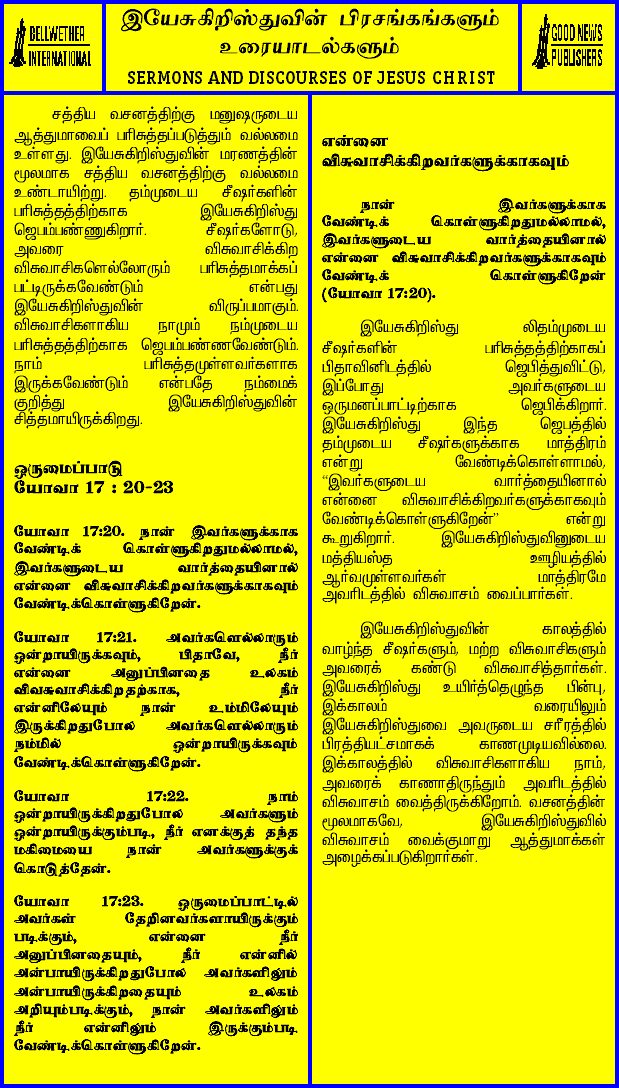 BELLWETHER
INTERNATIONAL
இயேசுகிறிஸ்துவின் பிரசங்கங்களும்
உரையாடல்களும்
SERMONS AND DISCOURSES OF JESUS CHRIST
GOOD NEWS
PUBLISHERS
சத்திய வசனத்திற்கு மனுஷருடைய
ஆத்துமாவைப் பரிசுத்தப்படுத்தும் வல்லமை
உள்ளது. இயேசுகிறிஸ்துவின் மரணத்தின்
மூலமாக சத்திய வசனத்திற்கு வல்லமை
உண்டாயிற்று. தம்முடைய சீஷர்களின்
பரிசுத்தத்திற்காக இயேசுகிறிஸ்து
ஜெபம்பண்ணுகிறார். சீஷர்களோடு,
அவரை விசுவாசிக்கிற
விசுவாசிகளெல்லோரும் பரிசுத்தமாக்கப்
பட்டிருக்கவேண்டும் என்பது
இயேசுகிறிஸ்துவின் விருப்பமாகும்.
விசுவாசிகளாகிய நாமும் நம்முடைய
பரிசுத்தத்திற்காக ஜெபம்பண்ணவேண்டும்.
நாம் பரிசுத்தமுள்ளவர்களாக
இருக்கவேண்டும் என்பதே நம்மைக்
குறித்து இயேசுகிறிஸ்துவின்
சித்தமாயிருக்கிறது.
ஒருமைப்பாடு
யோவா 17 : 20-23
யோவா 17:20. நான் இவர்களுக்காக
வேண்டிக் கொள்ளுகிறதுமல்லாமல்,
இவர்களுடைய வார்த்தையினால்
என்னை விசுவாசிக்கிறவர்களுக்காகவும்
வேண்டிக்கொள்ளுகிறேன்.
யோவா 17:21. அவர்களெல்லாரும்
ஒன்றாயிருக்கவும், பிதாவே, நீர்
என்னை அனுப்பினதை உலகம்
விவசுவாசிக்கிறதற்காக, நீர்
என்னிலேயும் நான் உம்மிலேயும்
இருக்கிறதுபோல் அவர்களெல்லாரும்
நம்மில் ஒன்றாயிருக்கவும்
வேண்டிக்கொள்ளுகிறேன்.
யோவா 17:22. நாம்
ஒன்றாயிருக்கிறதுபோல் அவர்களும்
ஒன்றாயிருக்கும்படி, நீர் எனக்குத் தந்த
மகிமையை நான் அவர்களுக்குக்
கொடுத்தேன்.
யோவா 17:23. ஒருமைப்பாட்டில்
அவர்கள் தேறினவர்களாயிருக்கும்
படிக்கும், என்னை நீர்
அனுப்பினதையும், நீர் என்னில்
அன்பாயிருக்கிறதுபோல அவர்களிலும்
அன்பாயிருக்கிறதையும் உலகம்
அறியும்படிக்கும், நான் அவர்களிலும்
நீர் என்னிலும் இருக்கும்படி
வேண்டிக்கொள்ளுகிறேன்.
என்னை
விசுவாசிக்கிறவர்களுக்காகவும்
நான் இவர்களுக்காக
வேண்டிக் கொள்ளுகிறதுமல்லாமல்,
இவர்களுடைய வார்த்தையினால்
என்னை விசுவாசிக்கிறவர்களுக்காகவும்
வேண்டிக் கொள்ளுகிறேன்
(யோவா 17:20).
இயேசுகிறிஸ்து லிதம்முடைய
சீஷர்களின் பரிசுத்தத்திற்காகப்
பிதாவினிடத்தில் ஜெபித்துவிட்டு,
இப்போது அவர்களுடைய
ஒருமனப்பாட்டிற்காக ஜெபிக்கிறார்.
இயேசுகிறிஸ்து இந்த ஜெபத்தில்
தம்முடைய சீஷர்களுக்காக மாத்திரம்
என்று வேண்டிக்கொள்ளாமல்,
“இவர்களுடைய வார்த்தையினால்
என்னை விசுவாசிக்கிறவர்களுக்காகவும்
வேண்டிக்கொள்ளுகிறேன்” என்று
கூறுகிறார். இயேசுகிறிஸ்துவினுடைய
மத்தியஸ்த ஊழியத்தில்
ஆர்வமுள்ளவர்கள் மாத்திரமே
அவரிடத்தில் விசுவாசம் வைப்பார்கள்.
இயேசுகிறிஸ்துவின் காலத்தில்
வாழ்ந்த சீஷர்களும், மற்ற விசுவாசிகளும்
அவரைக் கண்டு விசுவாசித்தார்கள்.
இயேசுகிறிஸ்து உயிர்த்தெழுந்த பின்பு,
இக்காலம் வரையிலும்
இயேசுகிறிஸ்துவை அவருடைய சரீரத்தில்
பிரத்தியட்சமாகக் காணமுடியவில்லை.
இக்காலத்தில் விசுவாசிகளாகிய நாம்,
அவரைக் காணாதிருந்தும் அவரிடத்தில்
விசுவாசம் வைத்திருக்கிறோம். வசனத்தின்
மூலமாகவே, இயேசுகிறிஸ்துவில்
விசுவாசம் வைக்குமாறு ஆத்துமாக்கள்
அழைக்கப்படுகிறார்கள்.